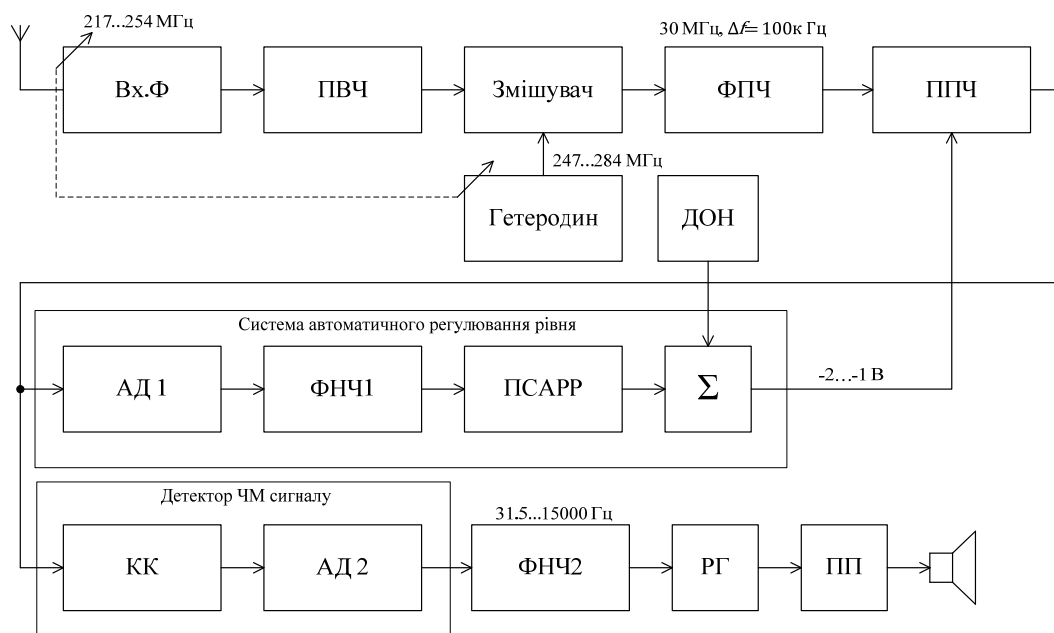 217...254 МГц
30 МГц, Δf= 100к Гц
Вх.Ф
ПВЧ
Змішувач
ФПЧ
ППЧ
247...284 МГц
Гетеродин
ДОН
Система автоматичного регулювання рівня
АД 1
ФНЧ1
ПСАРР
Σ
-2...-1 В
Детектор ЧМ сигналу
31.5...15000 Гц
КК
АД 2
ФНЧ2
РГ
ПП